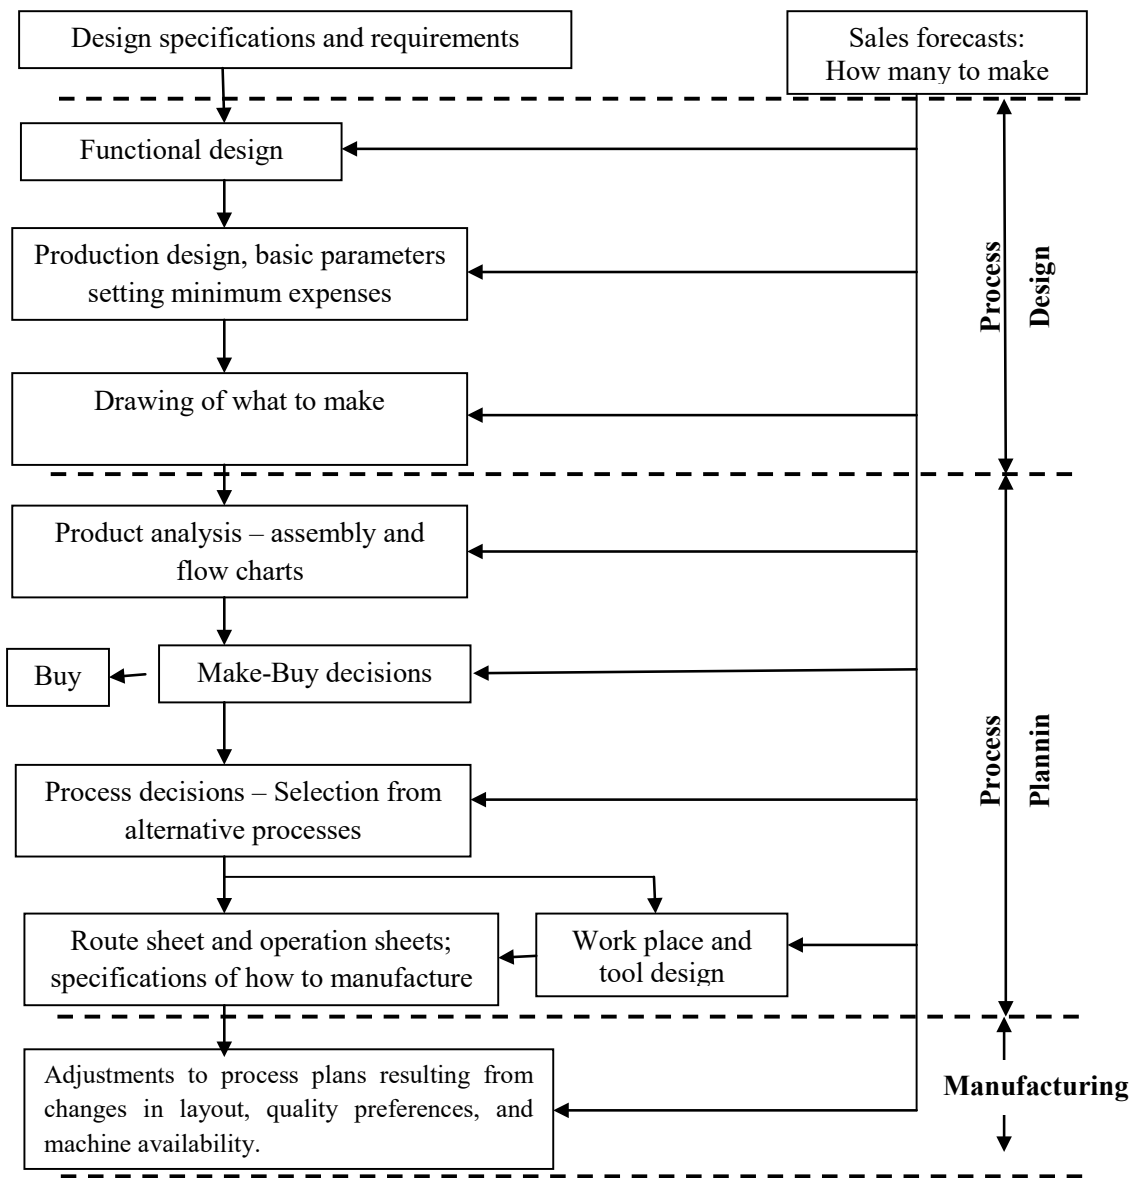 Design specifications and requirements
Sales forecasts:
How many to make
Functional design
Production design, basic parameters
setting minimum expenses
Process
Design
Drawing of what to make
Product analysis – assembly and
flow charts
Buy
Make-Buy decisions
Process
Plannin
Process decisions – Selection from
alternative processes
Route sheet and operation sheets;
specifications of how to manufacture
Work place and
tool design
Adjustments to process plans resulting from
changes in layout, quality preferences, and
machine availability.
Manufacturing